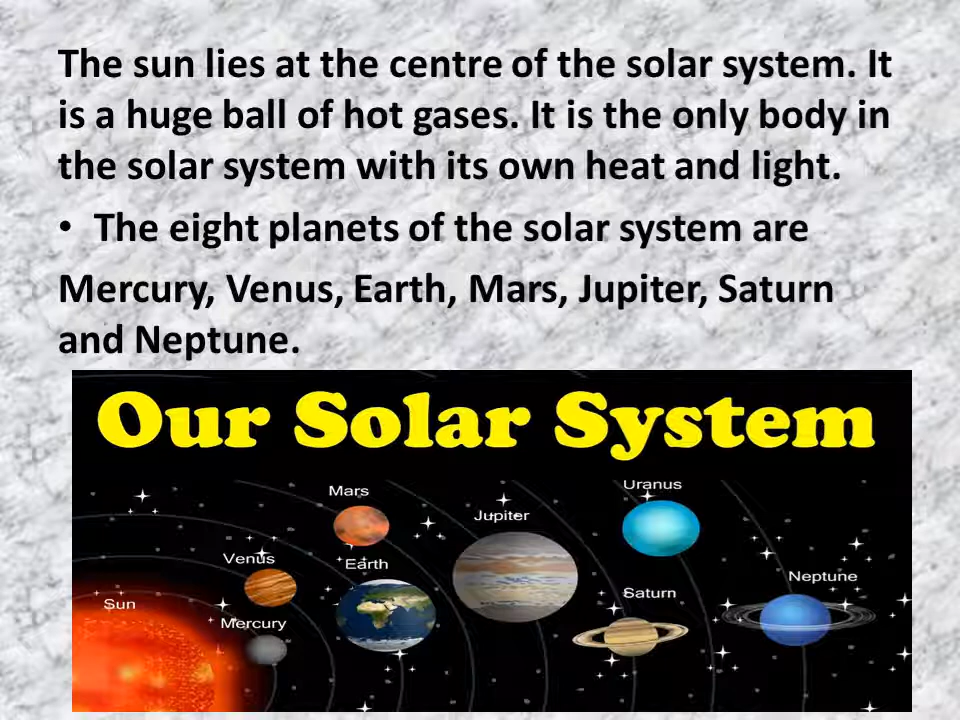 The sun lies at the centre of the solar system. It
is a huge ball of hot gases. It is the only body in
the solar system with its own heat and light.
• The eight planets of the solar system are
Mercury, Venus, Earth, Mars, Jupiter, Saturn
and Neptune.
Our Solar System
Mars
Uranus
Jupiter
Venus
Earth
Neptune
Saturn
Sun
Mercury